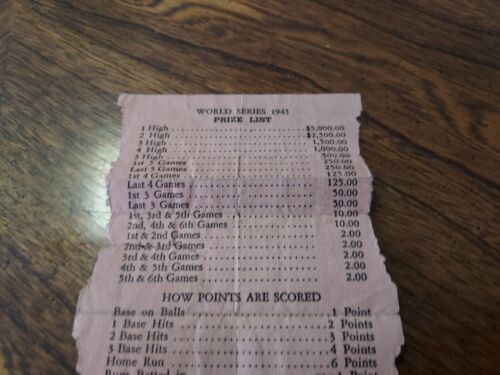 WORLD SERIES 1943
PRIZE LIST
1 High .......... $5,000.00
2 High .......... $2,500.00
3 High .......... 1,500.00
4 High .......... 1,000.00
5 High .......... 500.00
1st 5 Games .......... 250.00
Last 5 Games .......... 250.00
1st 4 Games .......... 125.00
Last 4 Games .......... 125.00
1st 3 Games .......... 50.00
Last 3 Games .......... 50.00
1st, 3rd & 5th Games .......... 10.00
2nd, 4th & 6th Games .......... 10.00
1st & 2nd Games .......... 2.00
2nd & 3rd Games .......... 2.00
3rd & 4th Games .......... 2.00
4th & 5th Games .......... 2.00
5th & 6th Games .......... 2.00
HOW POINTS ARE SCORED
Base on Balls .......... 1 Point
1 Base Hits .......... 2 Points
2 Base Hits .......... 3 Points
3 Base Hits .......... 4 Points
Home Run .......... 6 Points
Runs Batted in